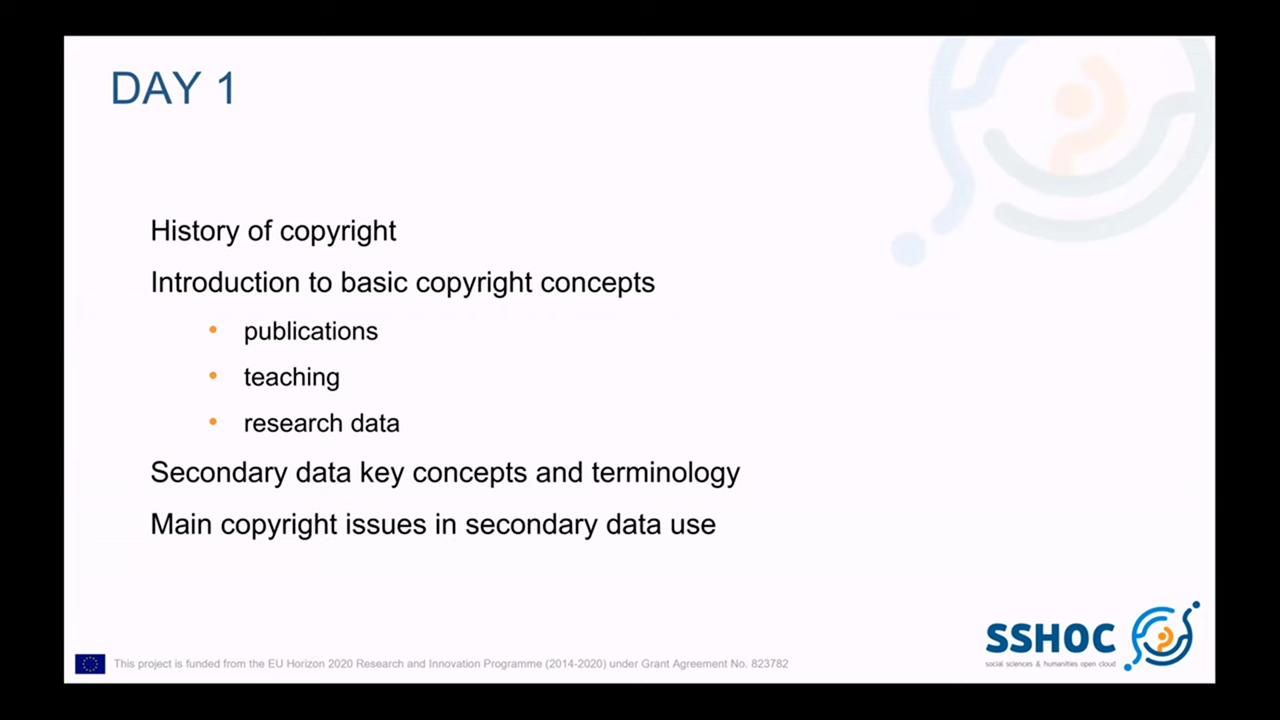 DAY 1
History of copyright
Introduction to basic copyright concepts
• publications
• teaching
• research data
Secondary data key concepts and terminology
Main copyright issues in secondary data use
SSHOC
social sciences & humanities open cloud
This project is funded from the EU Horizon 2020 Research and Innovation Programme (2014-2020) under Grant Agreement No. 823782